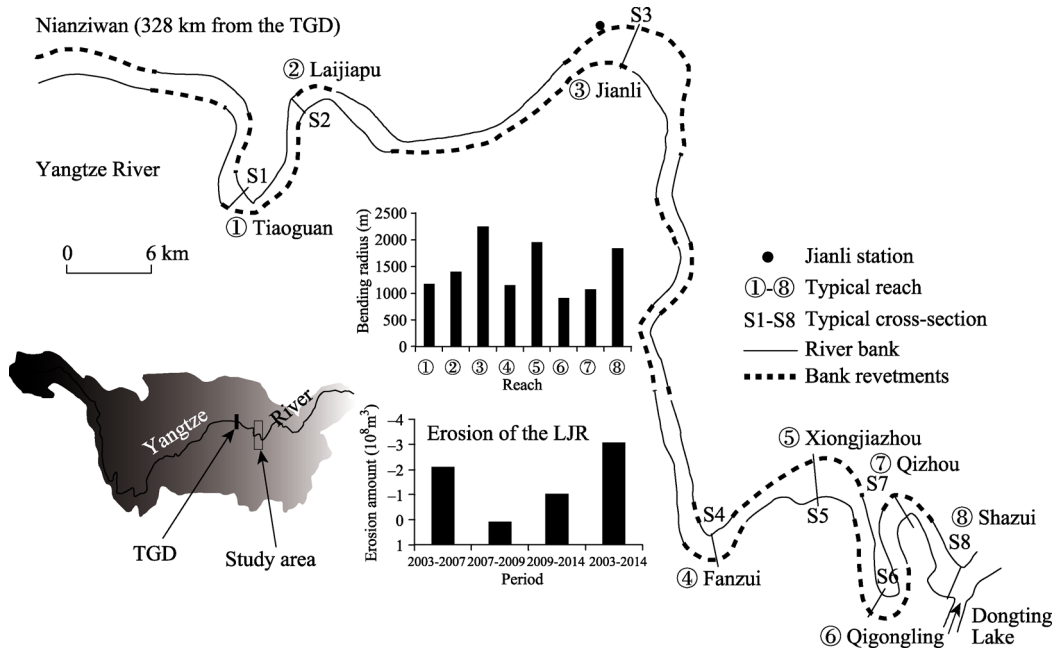 Nianziwan (328 km from the TGD)
② Laijiapu
S2
S3
③ Jianli
Yangtze River
S1
① Tiaoguan
0 6 km
Bending radius (m)
2500
2000
1500
1000
500
0
① ② ③ ④ ⑤ ⑥ ⑦ ⑧
Reach
Jianli station
①-⑧ Typical reach
S1-S8 Typical cross-section
River bank
Bank revetments
Yangtze River
TGD
Study area
Erosion of the LJR
Erosion amount (10⁸m³)
–4
–3
–2
–1
0
1
2003-2007 2007-2009 2009-2014 2003-2014
Period
S4
④ Fanzui
⑤ Xiongjiazhou
S5
⑦ Qizhou
S7
⑧ Shazui
S8
S6
⑥ Qigongling
Dongting
Lake